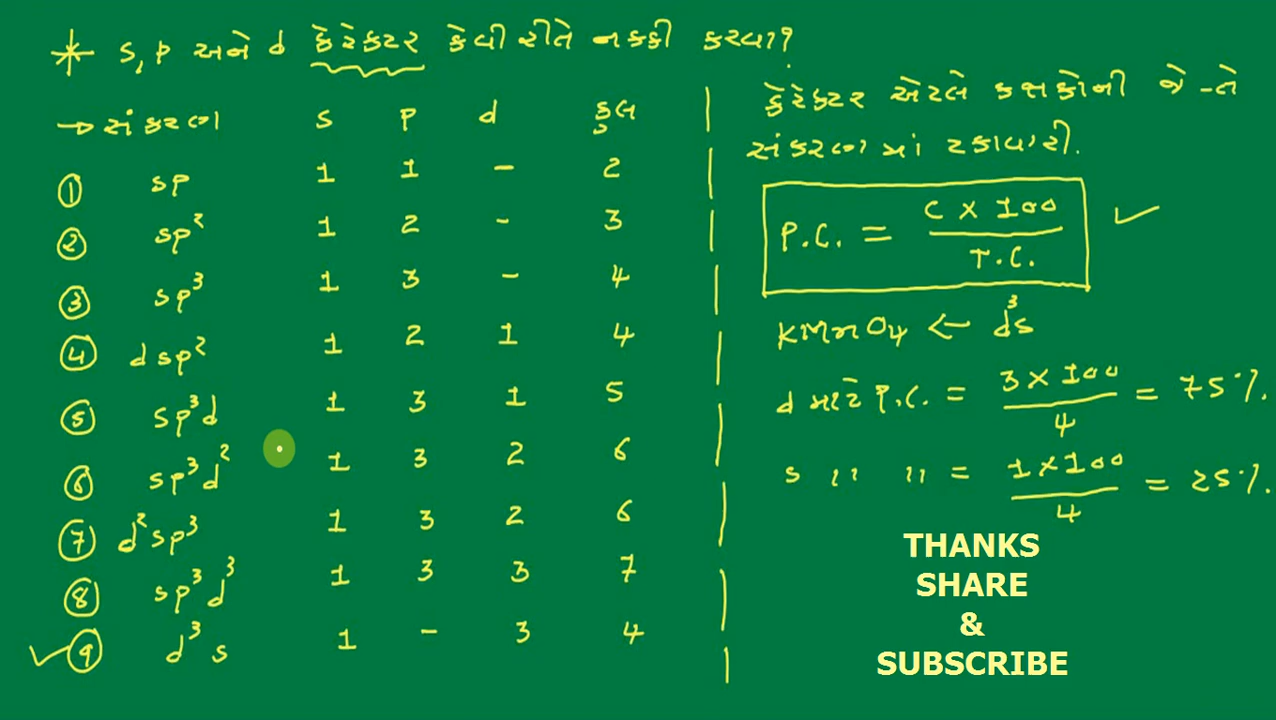 * s, p અને d કેરેક્ટર કેવી રીતે નક્કી કરવા?
→ સંકરણ s p d કુલ
① sp 1 1 - 2
② sp² 1 2 - 3
③ sp³ 1 3 - 4
④ dsp² 1 2 1 4
⑤ sp³d 1 3 1 5
⑥ sp³d² 1 3 2 6
⑦ d²sp³ 1 3 2 6
⑧ sp³d³ 1 3 3 7
✓⑨ d³s 1 - 3 4
કેરેક્ટર એટલે કક્ષકોની જે-તે
સંકરણમાં ટકાવારી.
P.C. = C × 100 / T.C. ✓
KMnO4 ← d³s
d માટે P.C. = 3 × 100 / 4 = 75%.
s '' '' = 1 × 100 / 4 = 25%.
THANKS
SHARE
&
SUBSCRIBE